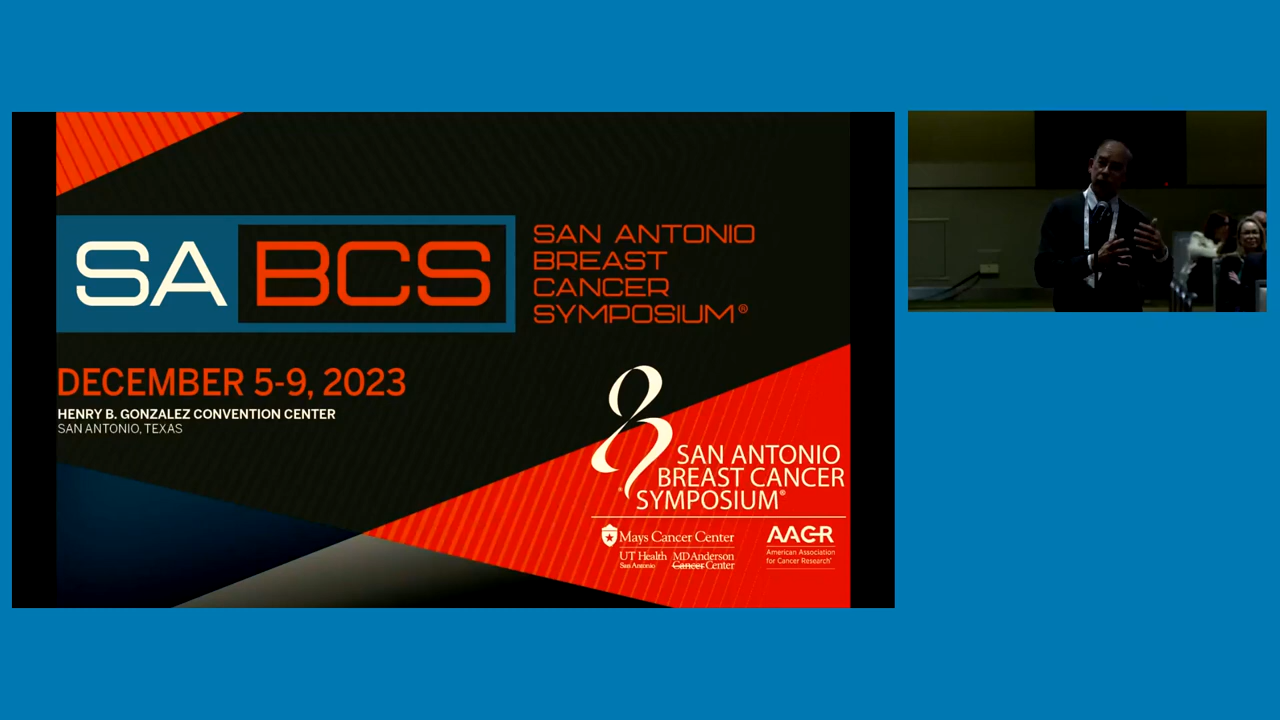 SA BCS
SAN ANTONIO
BREAST
CANCER
SYMPOSIUM®
DECEMBER 5-9, 2023
HENRY B. GONZALEZ CONVENTION CENTER
SAN ANTONIO, TEXAS
SAN ANTONIO
BREAST CANCER
SYMPOSIUM®
Mays Cancer Center
UT Health
San Antonio
MD Anderson
Cancer Center
AACR
American Association
for Cancer Research®